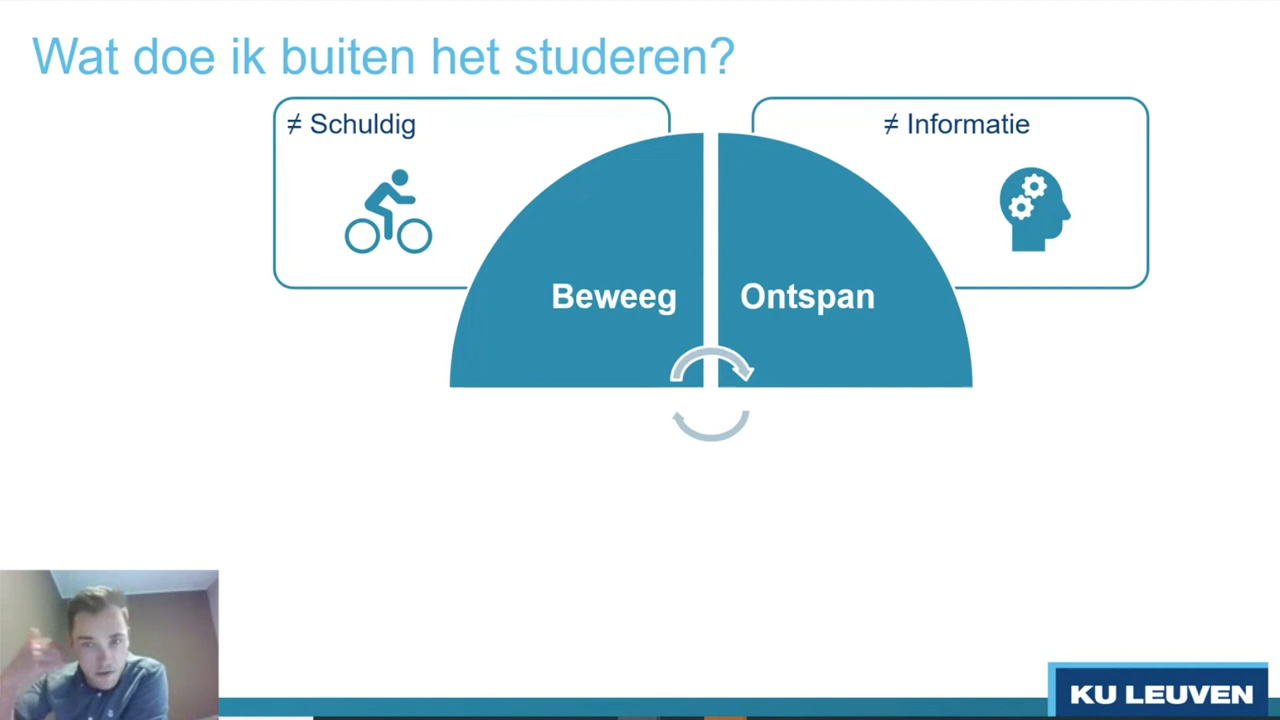 Wat doe ik buiten het studeren?
≠ Schuldig
≠ Informatie
Beweeg
Ontspan
KU LEUVEN